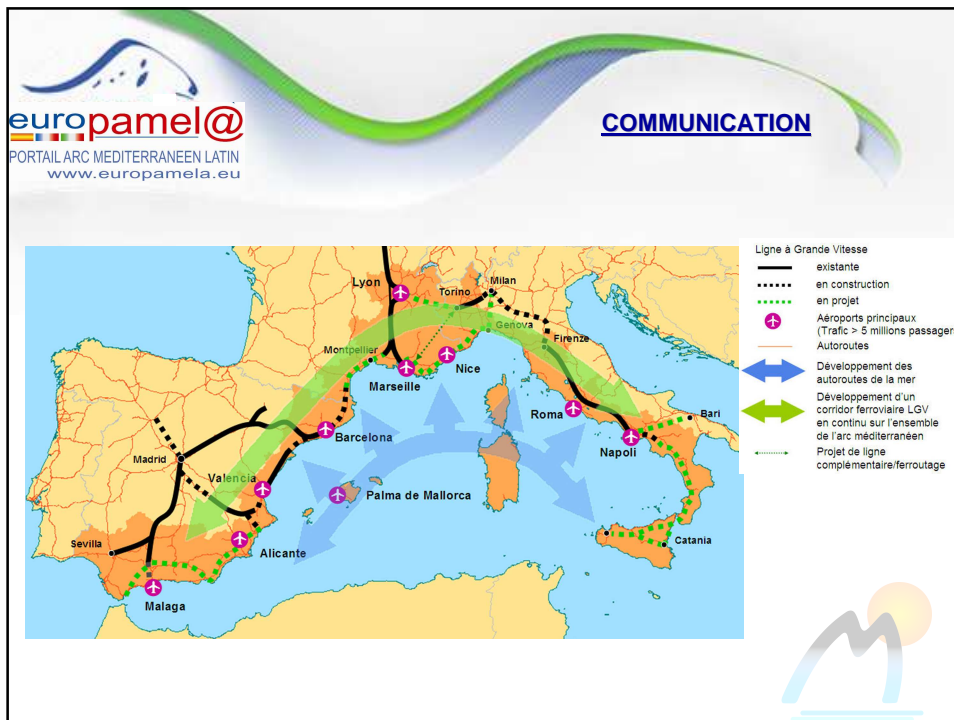 europamel@
PORTAIL ARC MEDITERRANEEN LATIN
www.europamela.eu
COMMUNICATION
Ligne à Grande Vitesse
existante
en construction
en projet
Aéroports principaux
(Trafic > 5 millions passager
Autoroutes
Développement des
autoroutes de la mer
Développement d'un
corridor ferroviaire LGV
en continu sur l'ensemble
de l'arc méditerranéen
Projet de ligne
complémentaire/ferroutage
Lyon
Torino
Milan
Genova
Firenze
Montpellier
Nice
Marseille
Roma
Bari
Napoli
Barcelona
Madrid
Valencia
Palma de Mallorca
Sevilla
Alicante
Catania
Malaga